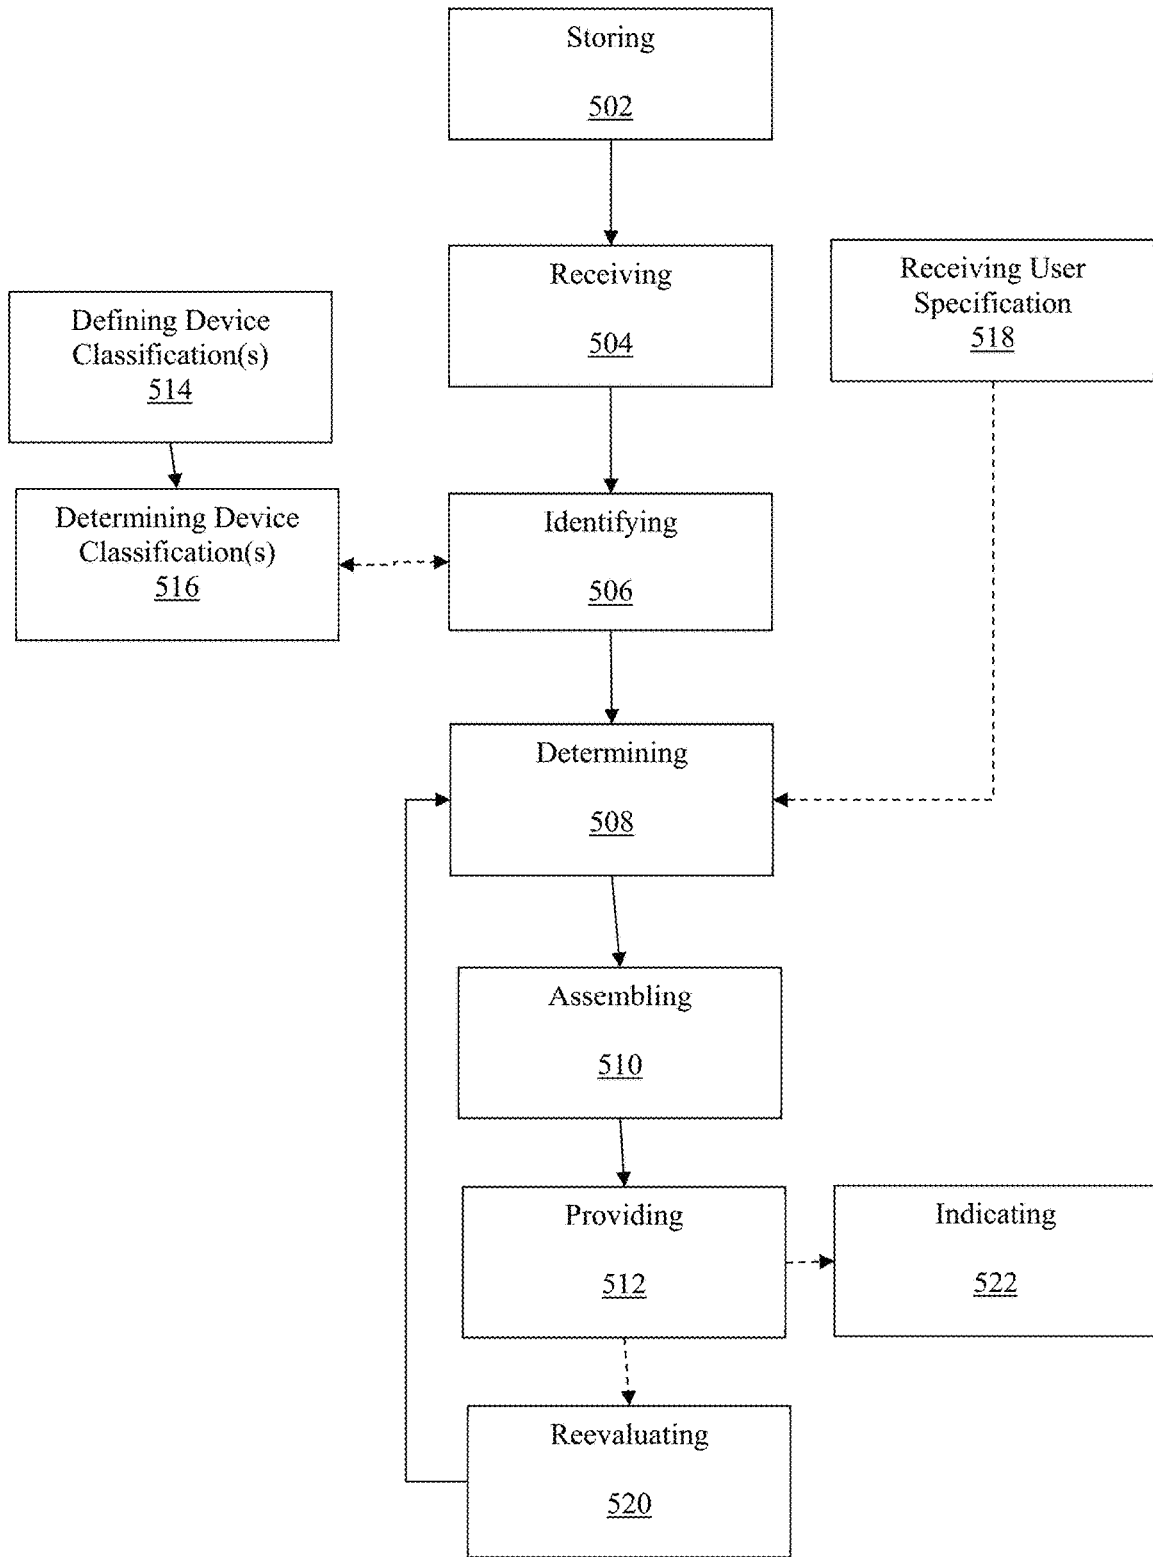 Storing
502
Receiving
504
Receiving User
Specification
518
Defining Device
Classification(s)
514
Determining Device
Classification(s)
516
Identifying
506
Determining
508
Assembling
510
Providing
512
Indicating
522
Reevaluating
520